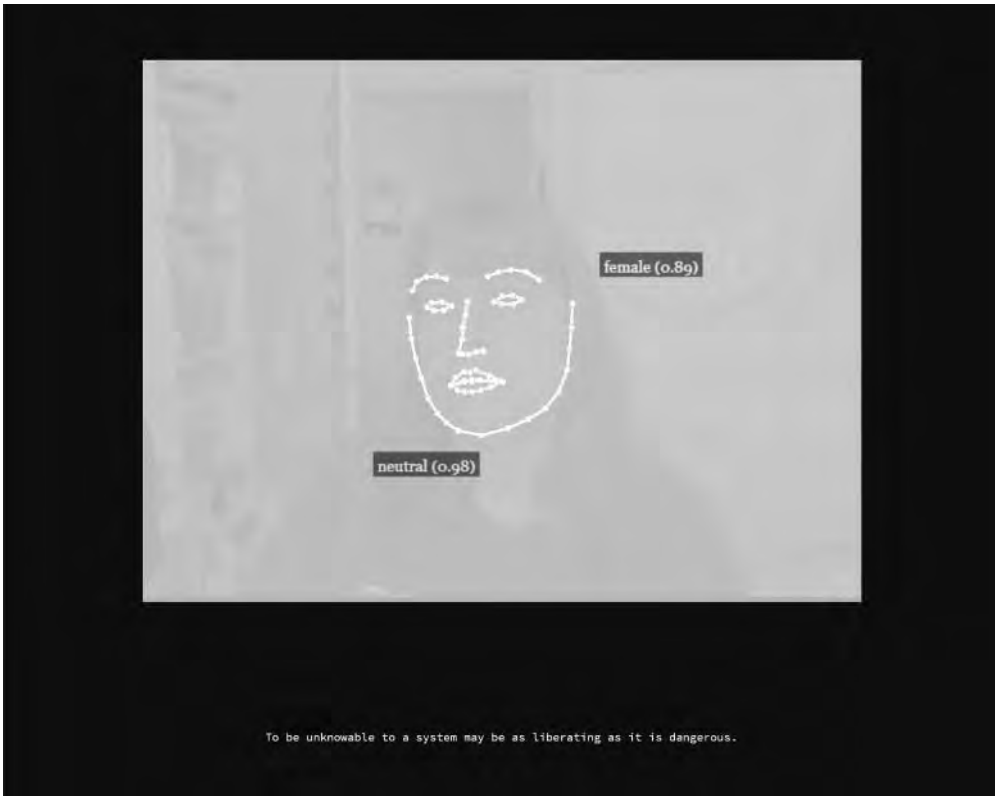 female (0.89)
neutral (0.98)
To be unknowable to a system may be as liberating as it is dangerous.